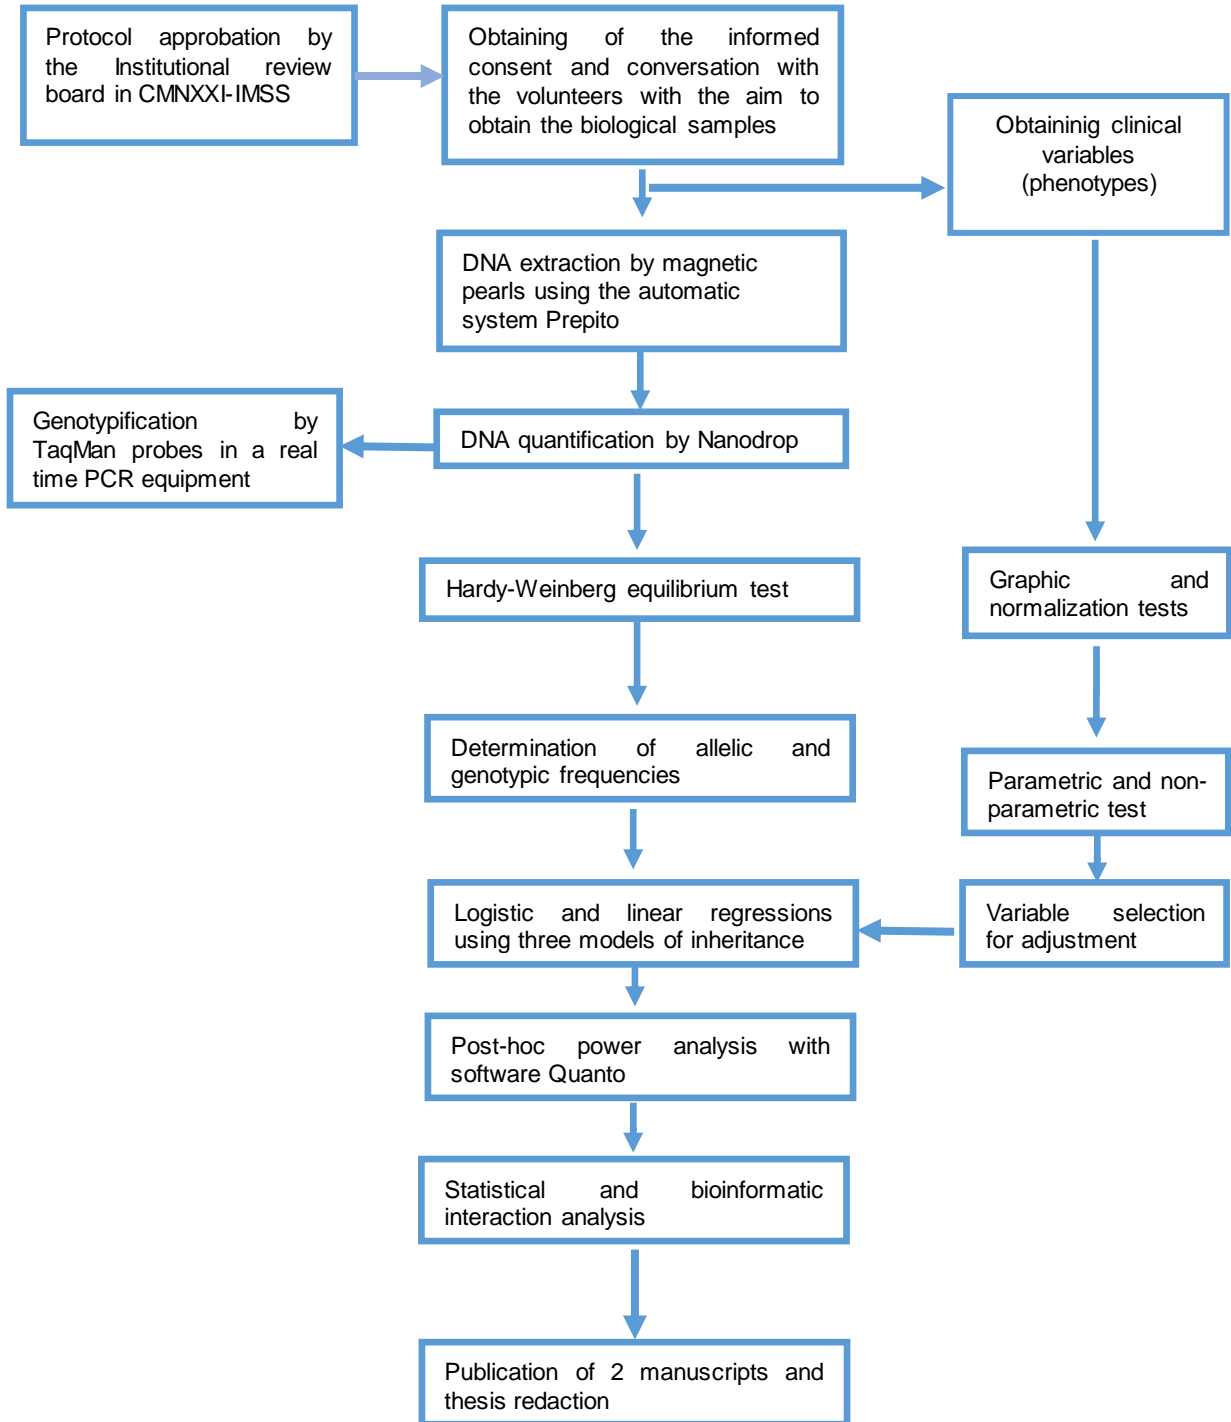 Protocol approbation by
the Institutional review
board in CMNXXI-IMSS
Obtaining of the informed
consent and conversation with
the volunteers with the aim to
obtain the biological samples
Obtaininig clinical
variables
(phenotypes)
DNA extraction by magnetic
pearls using the automatic
system Prepito
Genotypification by
TaqMan probes in a real
time PCR equipment
DNA quantification by Nanodrop
Hardy-Weinberg equilibrium test
Graphic and
normalization tests
Determination of allelic and
genotypic frequencies
Parametric and non-
parametric test
Logistic and linear regressions
using three models of inheritance
Variable selection
for adjustment
Post-hoc power analysis with
software Quanto
Statistical and bioinformatic
interaction analysis
Publication of 2 manuscripts and
thesis redaction